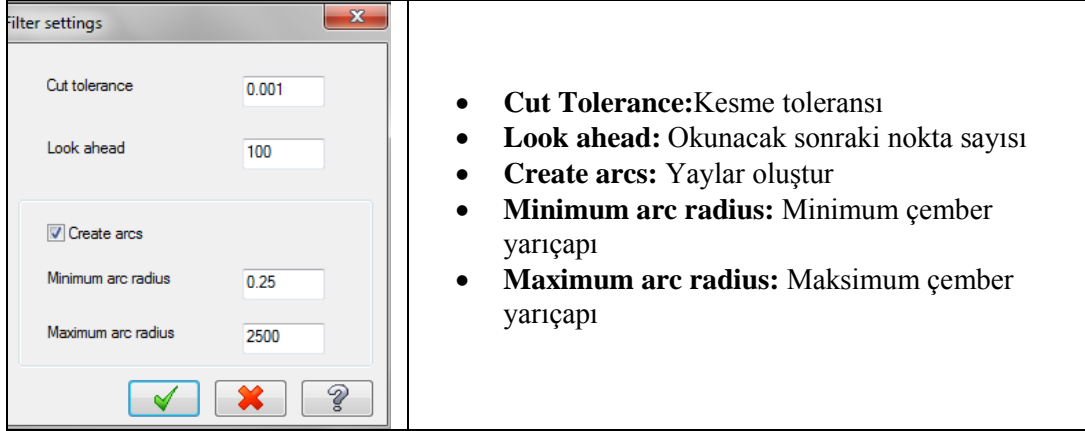 Filter settings
Cut tolerance 0.001
Look ahead 100
Create arcs
Minimum arc radius 0.25
Maximum arc radius 2500
• Cut Tolerance:Kesme toleransı
• Look ahead: Okunacak sonraki nokta sayısı
• Create arcs: Yaylar oluştur
• Minimum arc radius: Minimum çember
yarıçapı
• Maximum arc radius: Maksimum çember
yarıçapı